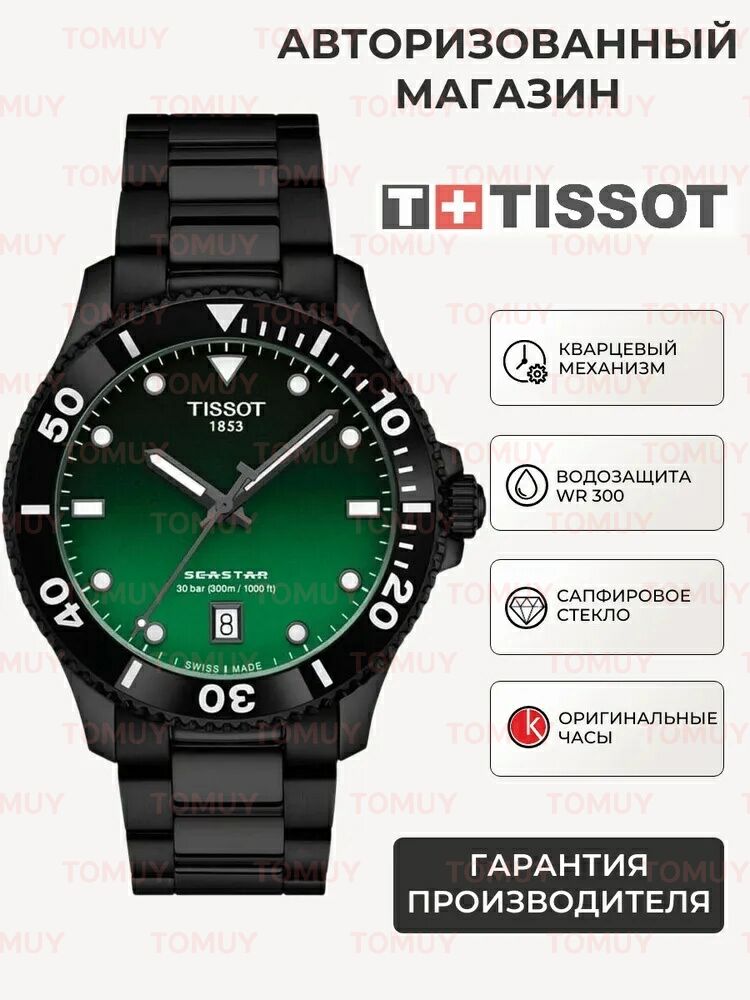 АВТОРИЗОВАННЫЙ
МАГАЗИН
T+ TISSOT
КВАРЦЕВЫЙ
МЕХАНИЗМ
ВОДОЗАЩИТА
WR 300
САПФИРОВОЕ
СТЕКЛО
k ОРИГИНАЛЬНЫЕ
ЧАСЫ
ГАРАНТИЯ
ПРОИЗВОДИТЕЛЯ
TISSOT
1853
SEASTAR
30 bar (300m / 1000 ft)
8
SWISS MADE
10
20
30
40
50
TOMUY